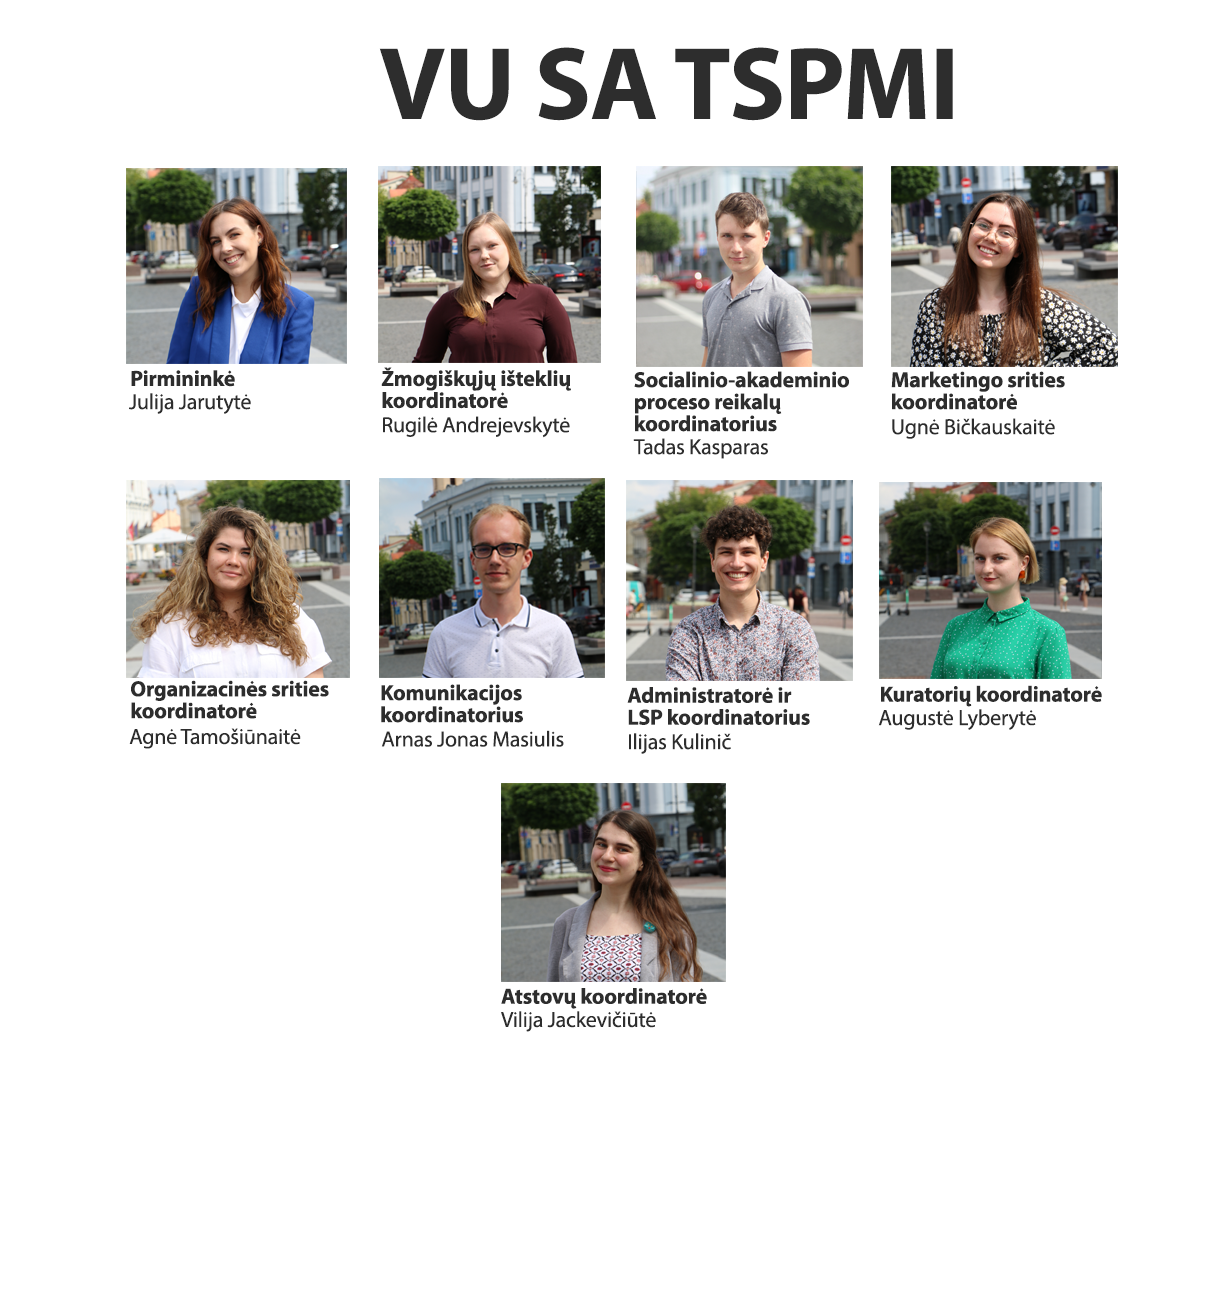 VU SA TSPMI
Pirmininkė
Julija Jarutytė
Žmogiškųjų išteklių
koordinatorė
Rugilė Andrejevskytė
Socialinio-akademinio
proceso reikalų
koordinatorius
Tadas Kasparas
Marketingo srities
koordinatorė
Ugnė Bičkauskaitė
Organizacinės srities
koordinatorė
Agnė Tamošiūnaitė
Komunikacijos
koordinatorius
Arnas Jonas Masiulis
Administratorė ir
LSP koordinatorius
Ilijas Kulinič
Kuratorių koordinatorė
Augustė Lyberytė
Atstovų koordinatorė
Vilija Jackevičiūtė